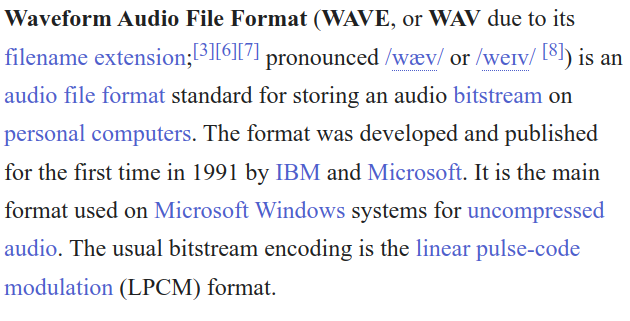 Waveform Audio File Format (WAVE, or WAV due to its
filename extension;[3][6][7] pronounced /wæv/ or /weɪv/ [8]) is an
audio file format standard for storing an audio bitstream on
personal computers. The format was developed and published
for the first time in 1991 by IBM and Microsoft. It is the main
format used on Microsoft Windows systems for uncompressed
audio. The usual bitstream encoding is the linear pulse-code
modulation (LPCM) format.